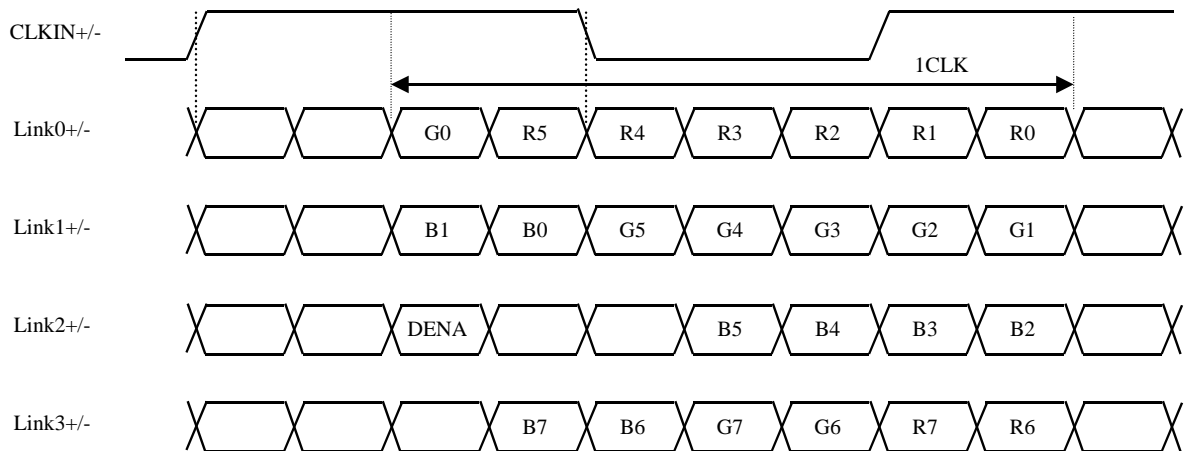 CLKIN+/-
1CLK
Link0+/- G0 R5 R4 R3 R2 R1 R0
Link1+/- B1 B0 G5 G4 G3 G2 G1
Link2+/- DENA B5 B4 B3 B2
Link3+/- B7 B6 G7 G6 R7 R6